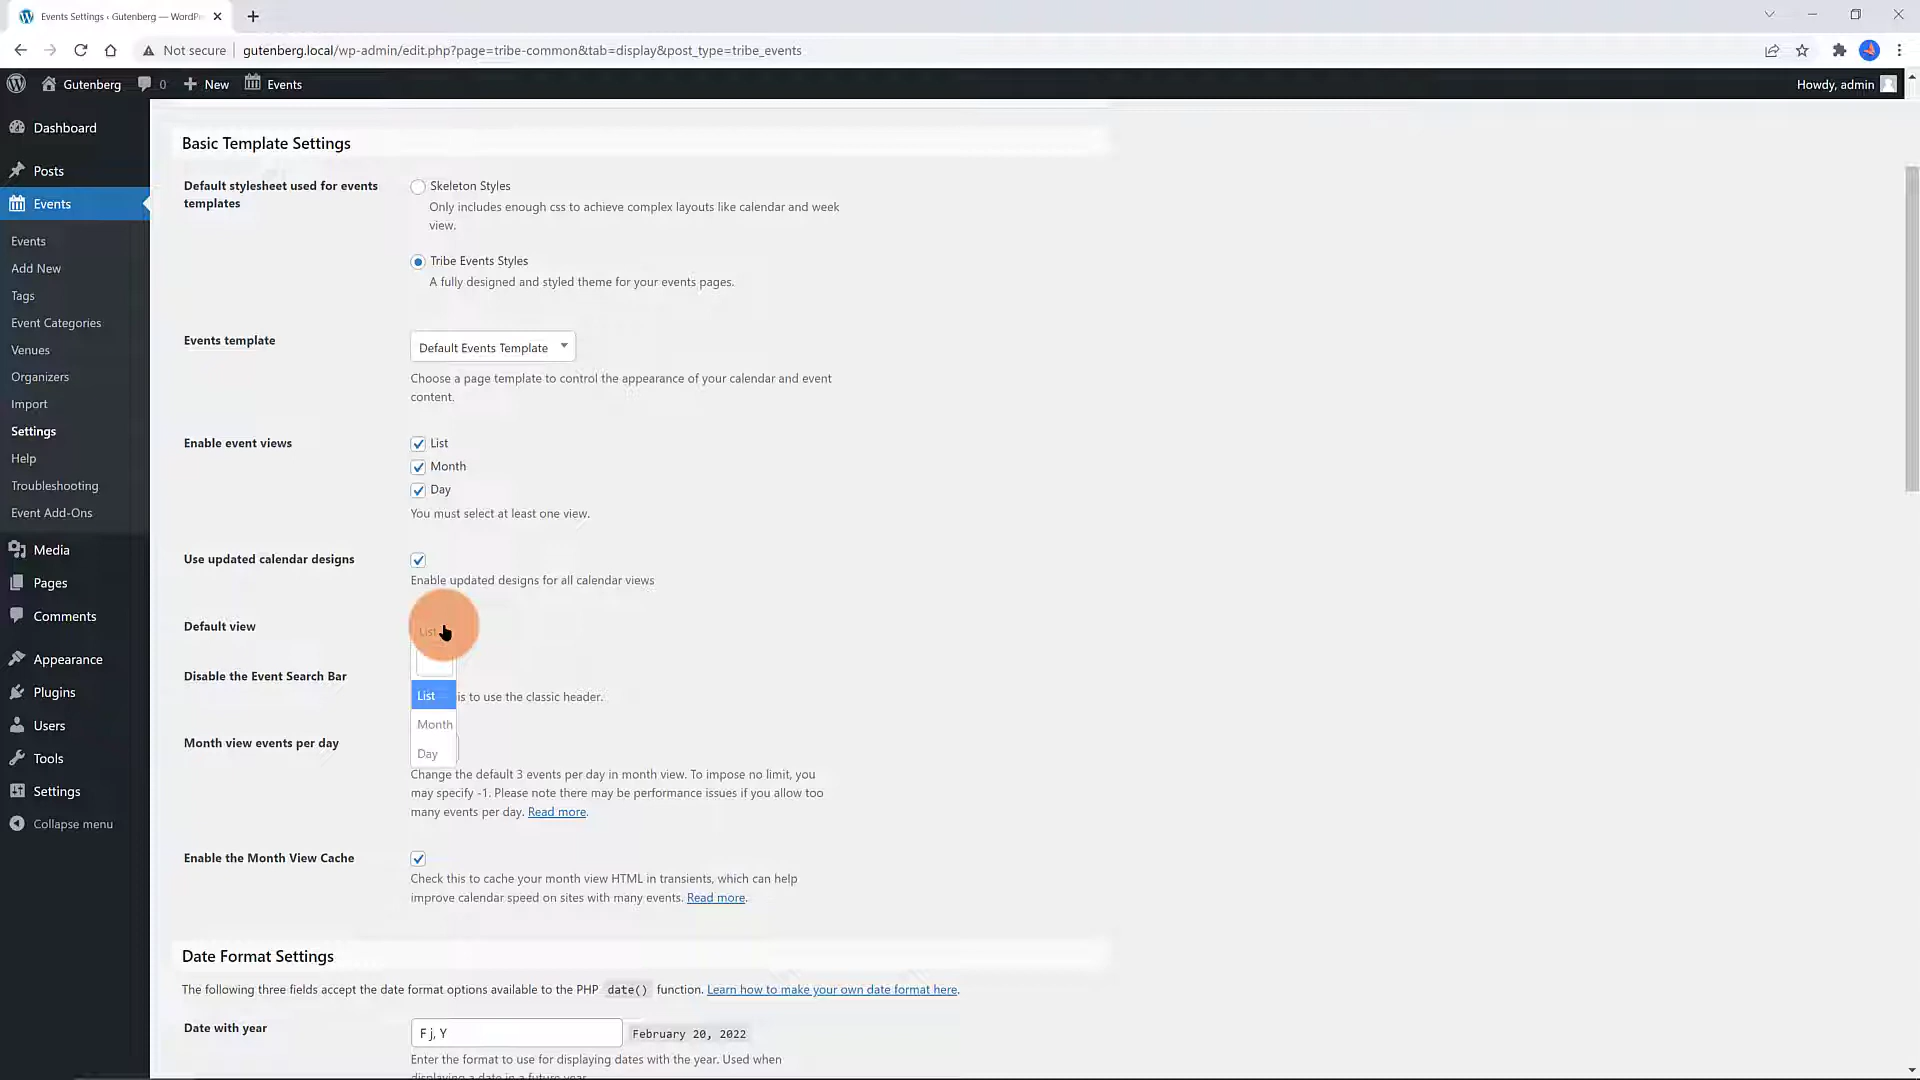 Events Settings ‹ Gutenberg — WordPr
Not secure
gutenberg.local/wp-admin/edit.php?page=tribe-common&tab=display&post_type=tribe_events
Gutenberg
0
New
Events
Howdy, admin
Dashboard
Posts
Events
Events
Add New
Tags
Event Categories
Venues
Organizers
Import
Settings
Help
Troubleshooting
Event Add-Ons
Media
Pages
Comments
Appearance
Plugins
Users
Tools
Settings
Collapse menu
Basic Template Settings
Default stylesheet used for events
templates
Skeleton Styles
Only includes enough css to achieve complex layouts like calendar and week
view.
Tribe Events Styles
A fully designed and styled theme for your events pages.
Events template
Default Events Template
Choose a page template to control the appearance of your calendar and event
content.
Enable event views
List
Month
Day
You must select at least one view.
Use updated calendar designs
Enable updated designs for all calendar views
Default view
List
List
Month
Day
Disable the Event Search Bar
is to use the classic header.
Month view events per day
Change the default 3 events per day in month view. To impose no limit, you
may specify -1. Please note there may be performance issues if you allow too
many events per day. Read more.
Enable the Month View Cache
Check this to cache your month view HTML in transients, which can help
improve calendar speed on sites with many events. Read more.
Date Format Settings
The following three fields accept the date format options available to the PHP date() function. Learn how to make your own date format here.
Date with year
F j, Y
February 20, 2022
Enter the format to use for displaying dates with the year. Used when
displaying a date in a future year.